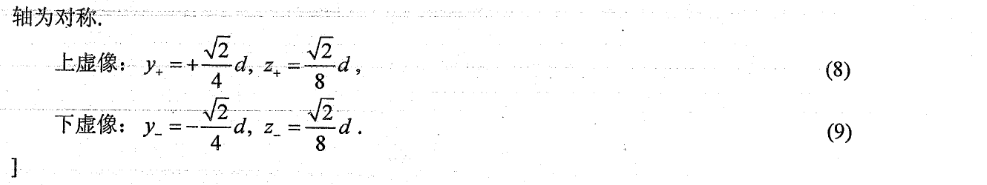 轴为对称.
上虚像: y₊ = +√2/4 d, z₊ = √2/8 d , (8)
下虚像: y₋ = −√2/4 d, z₋ = √2/8 d . (9)
]